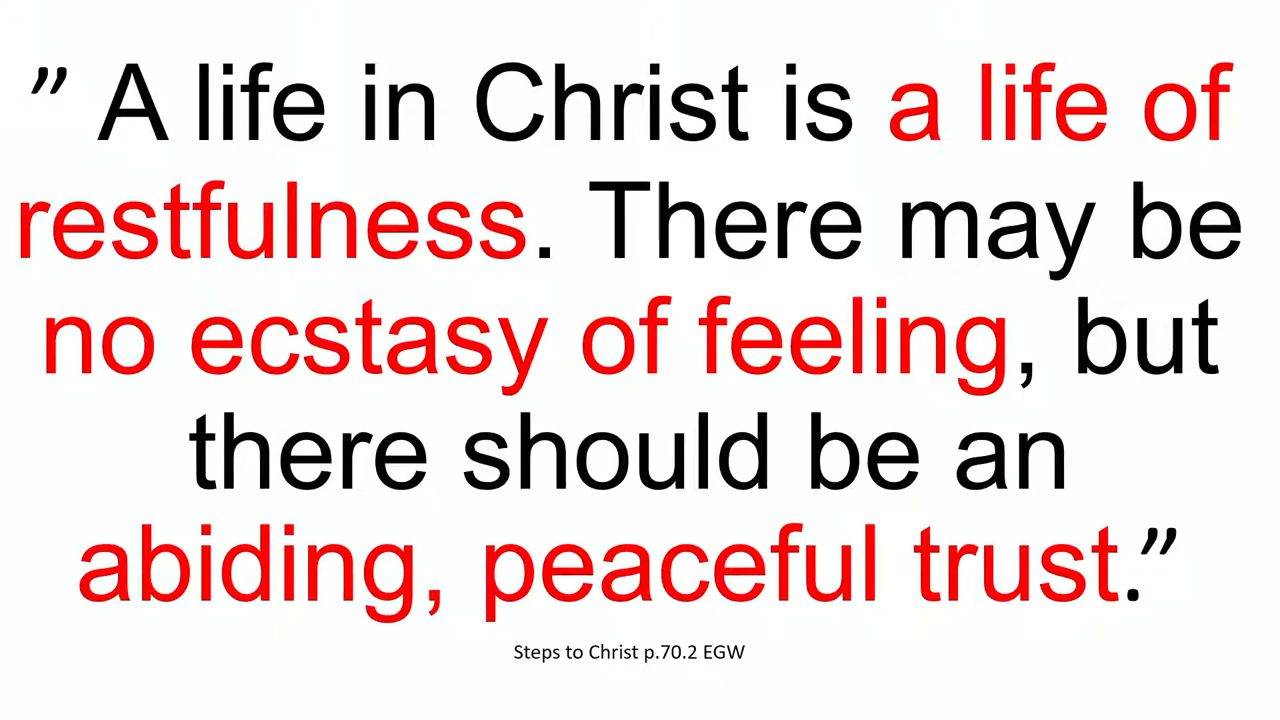 ” A life in Christ is a life of
restfulness. There may be
no ecstasy of feeling, but
there should be an
abiding, peaceful trust.”
Steps to Christ p.70.2 EGW